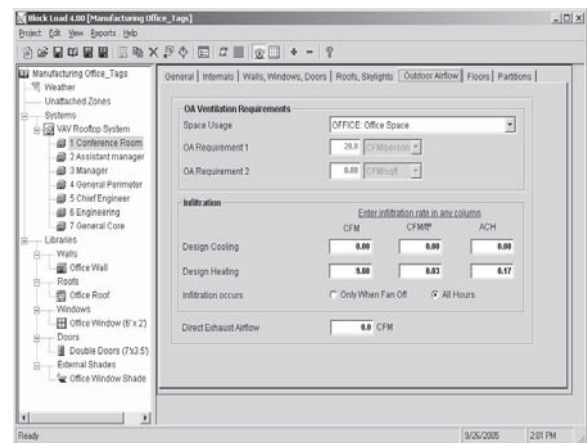 Block Load 4.00 [Manufacturing Office_Tags]
Project Edit View Reports Help
Manufacturing Office_Tags
Weather
Unattached Zones
Systems
VAV Rooftop System
1 Conference Room
2 Assistant manager
3 Manager
4 General Perimeter
5 Chief Engineer
6 Engineering
7 General Core
Libraries
Walls
Office Wall
Roofs
Office Roof
Windows
Office Window (6' x 2')
Doors
Double Doors (7'x3.5')
External Shades
Office Window Shade
General | Internals | Walls, Windows, Doors | Roofs, Skylights | Outdoor Airflow | Floors | Partitions
OA Ventilation Requirements
Space Usage OFFICE: Office Space
OA Requirement 1 20.0 CFM/person
OA Requirement 2 0.00 CFM/sqft
Infiltration
Enter infiltration rate in any column
CFM CFM/ft² ACH
Design Cooling 0.00 0.00 0.00
Design Heating 9.60 0.03 0.17
Infiltration occurs Only When Fan Off All Hours
Direct Exhaust Airflow 0.0 CFM
Ready 9/26/2005 2:01 PM